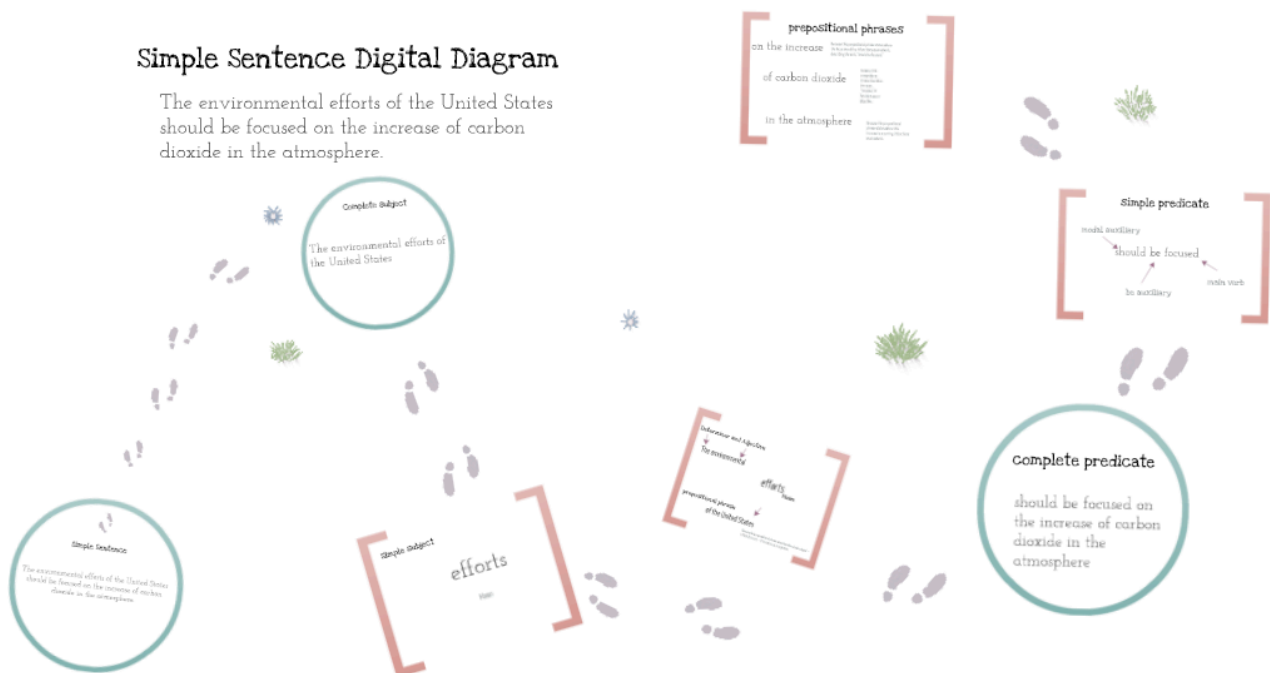 Simple Sentence Digital Diagram
The environmental efforts of the United States
should be focused on the increase of carbon
dioxide in the atmosphere.
Complete Subject
The environmental efforts of
the United States
Simple Sentence
The environmental efforts of the United States
should be focused on the increase of carbon
dioxide in the atmosphere
Simple Subject
efforts
Determiner and Adjective
The environmental
efforts
Noun
prepositional phrase
of the United States
complete predicate
should be focused on
the increase of carbon
dioxide in the
atmosphere
simple predicate
modal auxiliary
should be focused
be auxiliary
main verb
prepositional phrases
on the increase
of carbon dioxide
in the atmosphere